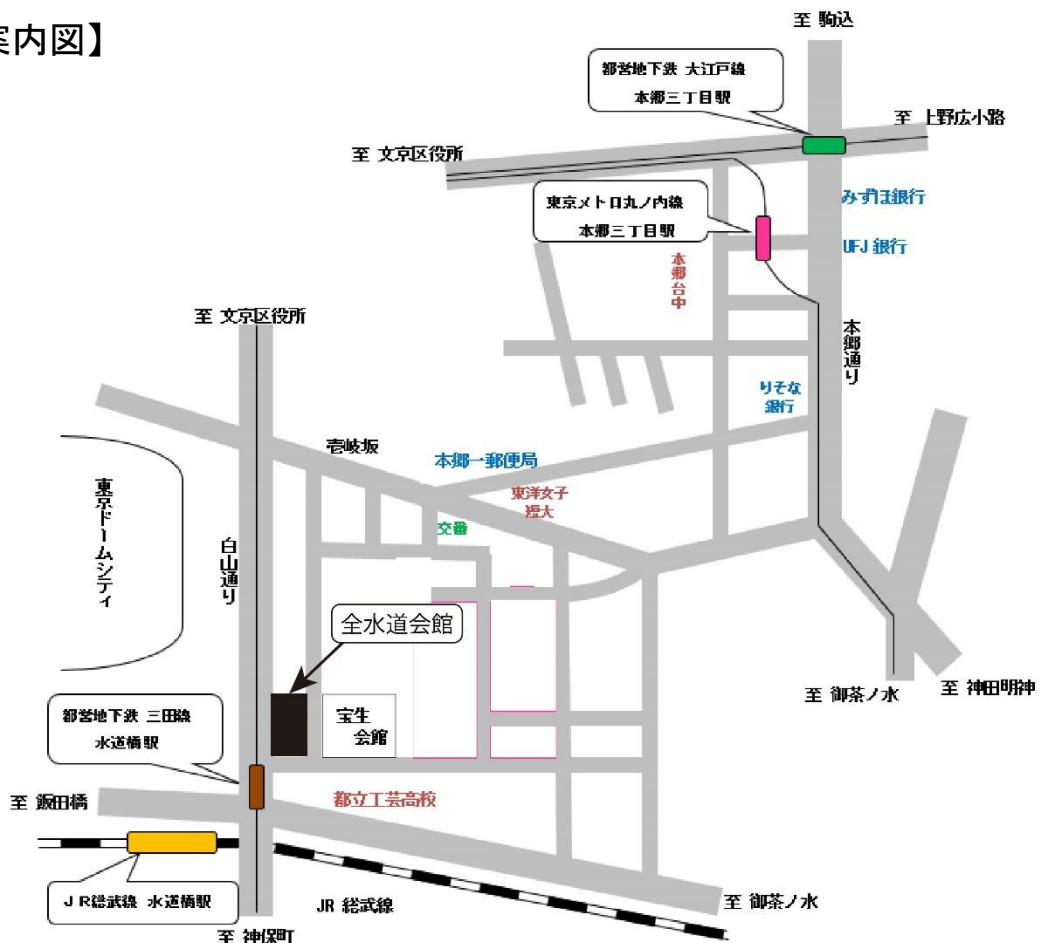 案内図】
至 駒込
都営地下鉄 大江戸線
本郷三丁目駅
至 上野広小路
至 文京区役所
東京メトロ丸ノ内線
本郷三丁目駅
みずほ銀行
UFJ 銀行
本郷台中
至 文京区役所
本郷通り
りそな
銀行
壱岐坂
本郷一郵便局
東洋女子
短大
交番
東京ドームシティ
白山通り
全水道会館
宝生
会館
至 御茶ノ水
至 神田明神
都営地下鉄 三田線
水道橋駅
至 飯田橋
都立工芸高校
JR総武線 水道橋駅
JR 総武線
至 御茶ノ水
至 神保町